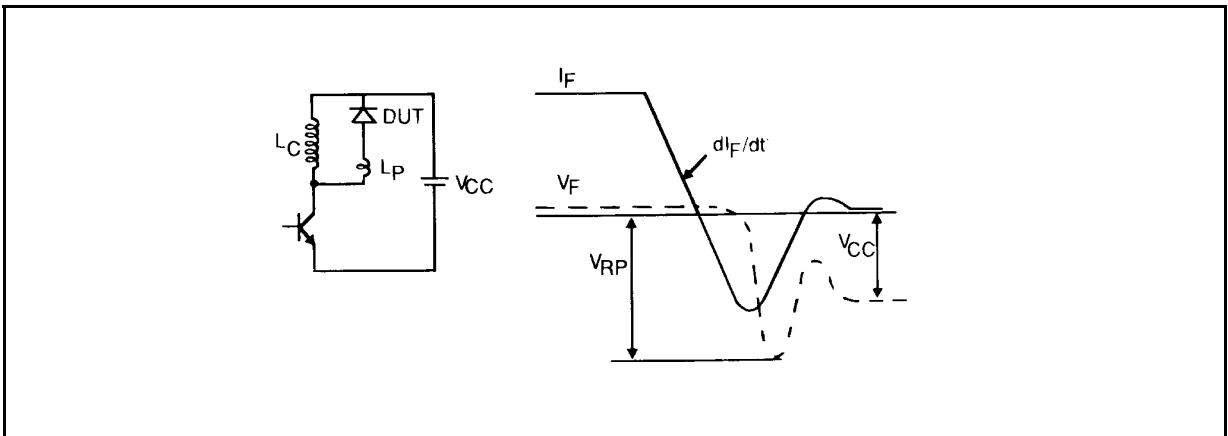 DUT
LC
LP
VCC
IF
dIF/dt
VF
VRP
VCC